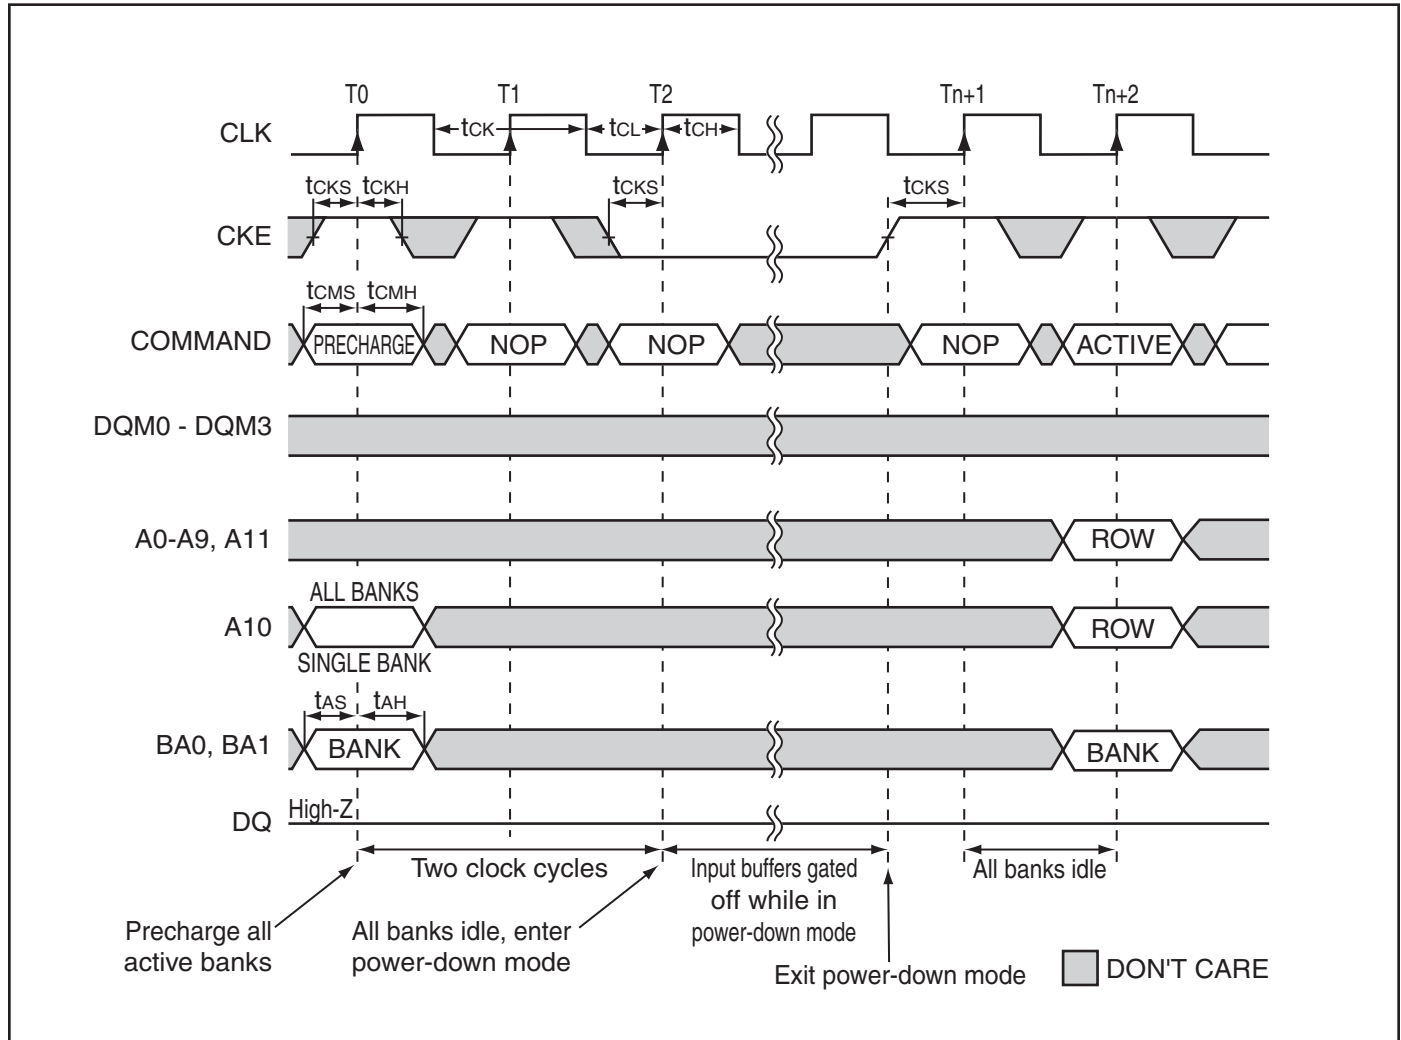 T0 T1 T2 Tn+1 Tn+2
CLK tCK tCL tCH
tCKS tCKH tCKS tCKS
CKE
tCMS tCMH
COMMAND PRECHARGE NOP NOP NOP ACTIVE
DQM0 - DQM3
A0-A9, A11 ROW
ALL BANKS
A10 ROW
SINGLE BANK
tAS tAH
BA0, BA1 BANK BANK
High-Z
DQ
Two clock cycles
Input buffers gated
off while in
power-down mode
All banks idle
Precharge all
active banks
All banks idle, enter
power-down mode
Exit power-down mode
DON'T CARE